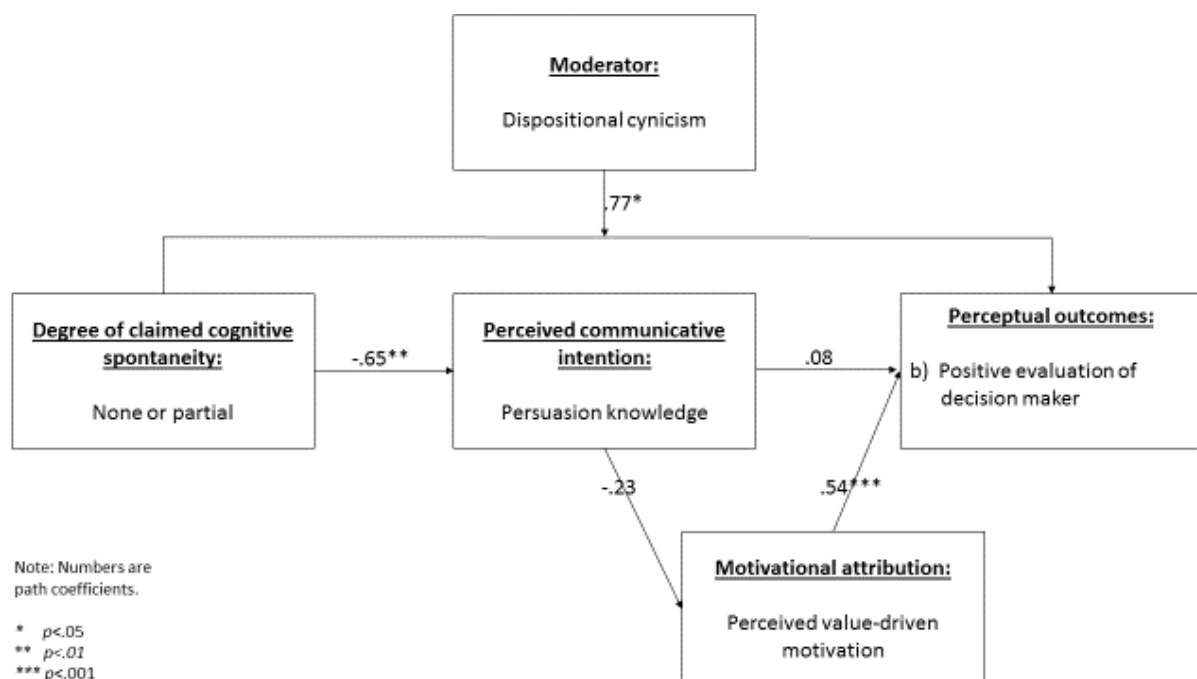 Moderator:
Dispositional cynicism
.77*
Degree of claimed cognitive
spontaneity:
None or partial
-.65**
Perceived communicative
intention:
Persuasion knowledge
.08
Perceptual outcomes:
b) Positive evaluation of
decision maker
-.23
.54***
Motivational attribution:
Perceived value-driven
motivation
Note: Numbers are
path coefficients.
* p<.05
** p<.01
*** p<.001